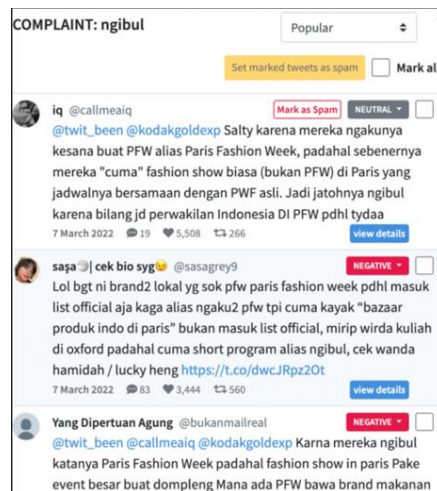 COMPLAINT: ngibul
Popular
Set marked tweets as spam
Mark al
iq @callmeaiq
Mark as Spam
NEUTRAL
@twit_been @kodakgoldexp Salty karena mereka ngakunya
kesana buat PFW alias Paris Fashion Week, padahal sebenernya
mereka "cuma" fashion show biasa (bukan PFW) di Paris yang
jadwalnya bersamaan dengan PWF asli. Jadi jatohnya ngibul
karena bilang jd perwakilan Indonesia DI PFW pdhl tydaa
7 March 2022 19 5,508 266
view details
saşa| cek bio syg😉 @sasagrey9
NEGATIVE
Lol bgt ni brand2 lokal yg sok pfw paris fashion week pdhl masuk
list official aja kaga alias ngaku2 pfw tpi cuma kayak "bazaar
produk indo di paris" bukan masuk list official, mirip wirda kuliah
di oxford padahal cuma short program alias ngibul, cek wanda
hamidah / lucky heng https://t.co/dwcJRpz2Ot
7 March 2022 83 3,444 560
view details
Yang Dipertuan Agung @bukanmailreal
NEGATIVE
@twit_been @callmeaiq @kodakgoldexp Karna mereka ngibul
katanya Paris Fashion Week padahal fashion show in paris Pake
event besar buat dompleng Mana ada PFW bawa brand makanan